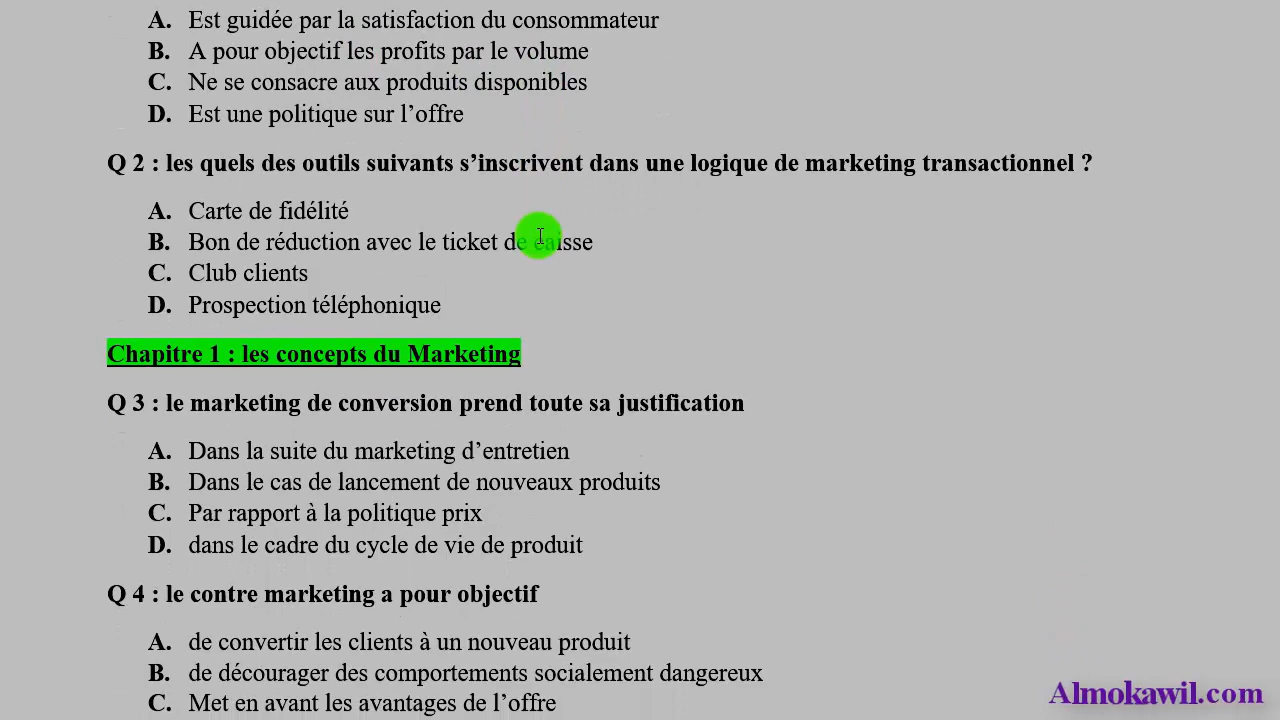 A. Est guidée par la satisfaction du consommateur
B. A pour objectif les profits par le volume
C. Ne se consacre aux produits disponibles
D. Est une politique sur l’offre
Q 2 : les quels des outils suivants s’inscrivent dans une logique de marketing transactionnel ?
A. Carte de fidélité
B. Bon de réduction avec le ticket de caisse
C. Club clients
D. Prospection téléphonique
Chapitre 1 : les concepts du Marketing
Q 3 : le marketing de conversion prend toute sa justification
A. Dans la suite du marketing d’entretien
B. Dans le cas de lancement de nouveaux produits
C. Par rapport à la politique prix
D. dans le cadre du cycle de vie de produit
Q 4 : le contre marketing a pour objectif
A. de convertir les clients à un nouveau produit
B. de décourager des comportements socialement dangereux
C. Met en avant les avantages de l’offre
Almokawil.com